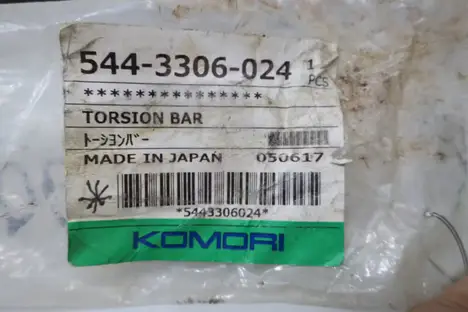 544-3306-024 1
PCS
***************
TORSION BAR
トーシヨンバー
MADE IN JAPAN 050617
*5443306024*
KOMORI